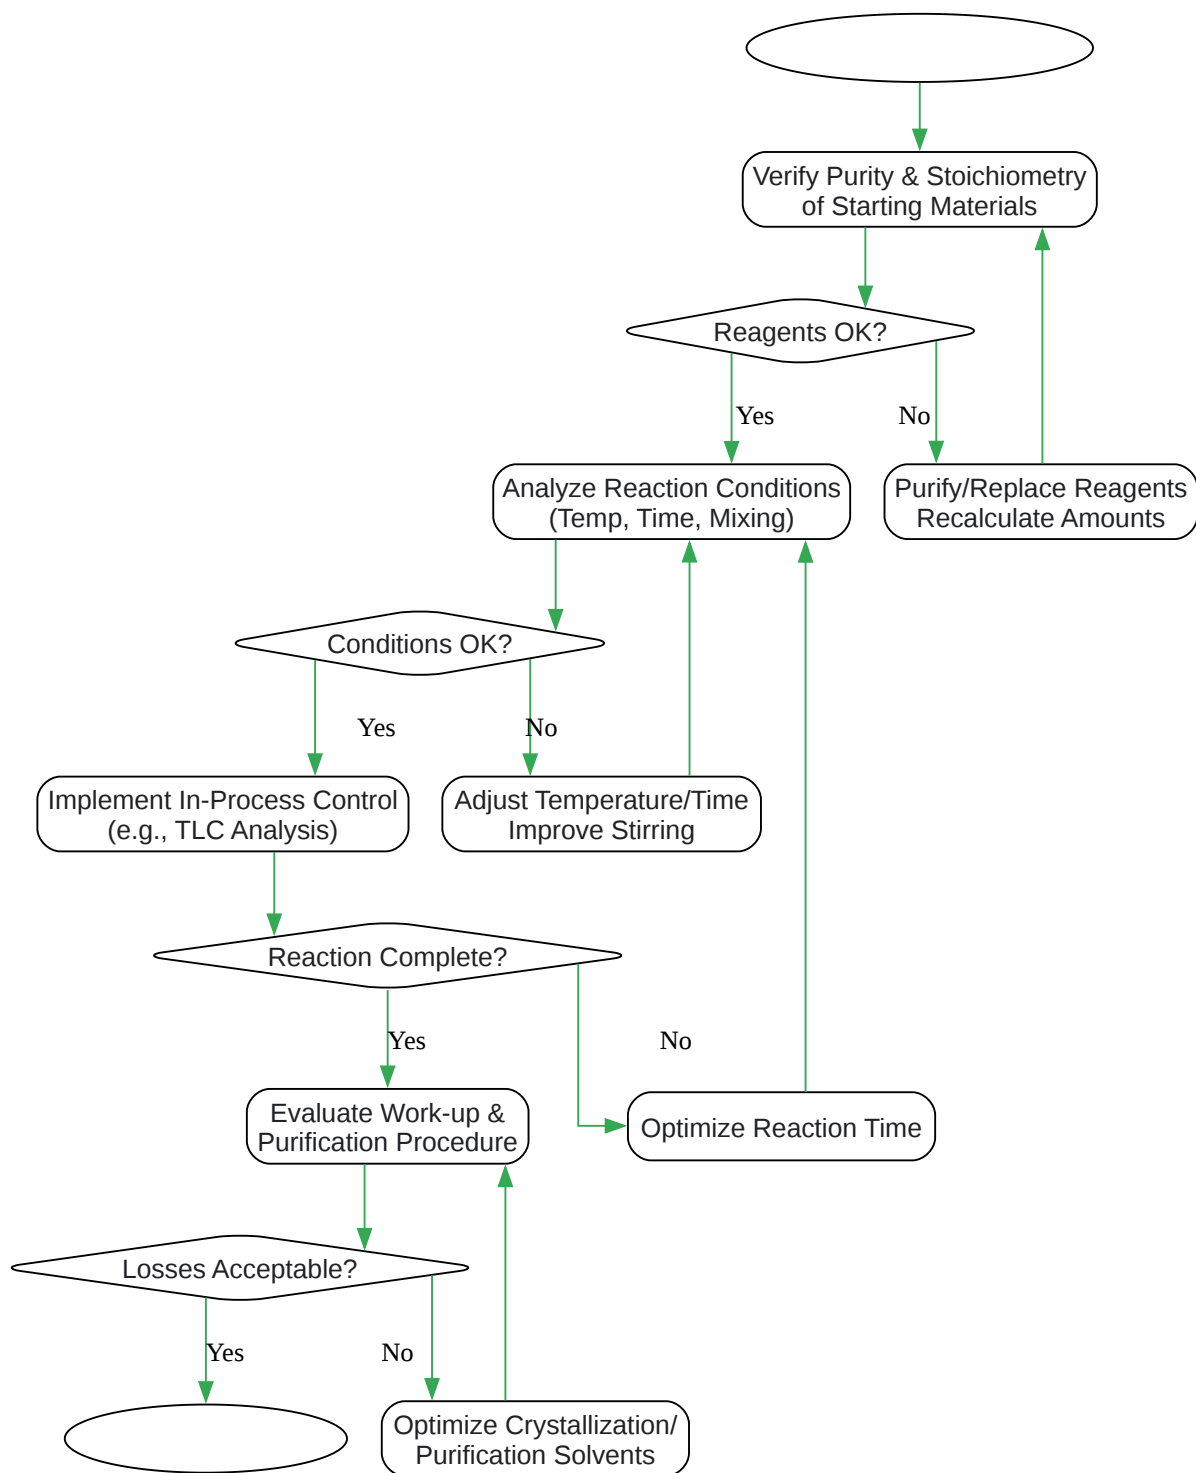 Verify Purity & Stoichiometry
of Starting Materials
Reagents OK?
Yes
No
Analyze Reaction Conditions
(Temp, Time, Mixing)
Purify/Replace Reagents
Recalculate Amounts
Conditions OK?
Yes
No
Implement In-Process Control
(e.g., TLC Analysis)
Adjust Temperature/Time
Improve Stirring
Reaction Complete?
Yes
No
Evaluate Work-up &
Purification Procedure
Optimize Reaction Time
Losses Acceptable?
Yes
No
Optimize Crystallization/
Purification Solvents